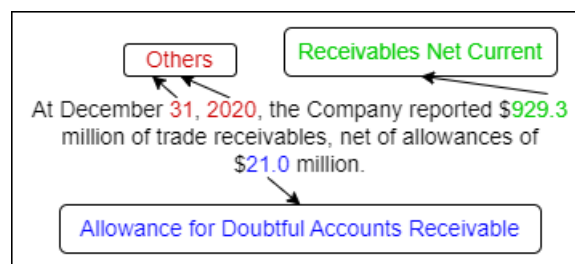 Others
Receivables Net Current
At December 31, 2020, the Company reported $929.3
million of trade receivables, net of allowances of
$21.0 million.
Allowance for Doubtful Accounts Receivable